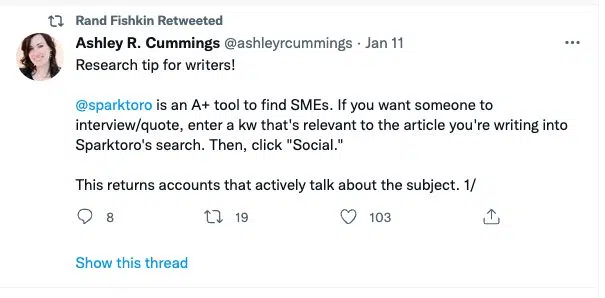 Rand Fishkin Retweeted
Ashley R. Cummings @ashleyrcummings · Jan 11
Research tip for writers!
@sparktoro is an A+ tool to find SMEs. If you want someone to
interview/quote, enter a kw that's relevant to the article you're writing into
Sparktoro's search. Then, click "Social."
This returns accounts that actively talk about the subject. 1/
8 19 103
Show this thread